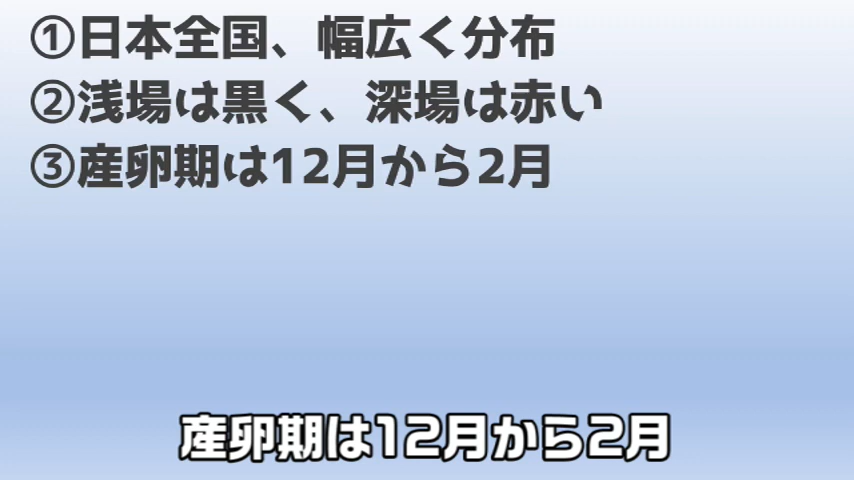 ①日本全国、幅広く分布
②浅場は黒く、深場は赤い
③産卵期は12月から2月
産卵期は12月から2月